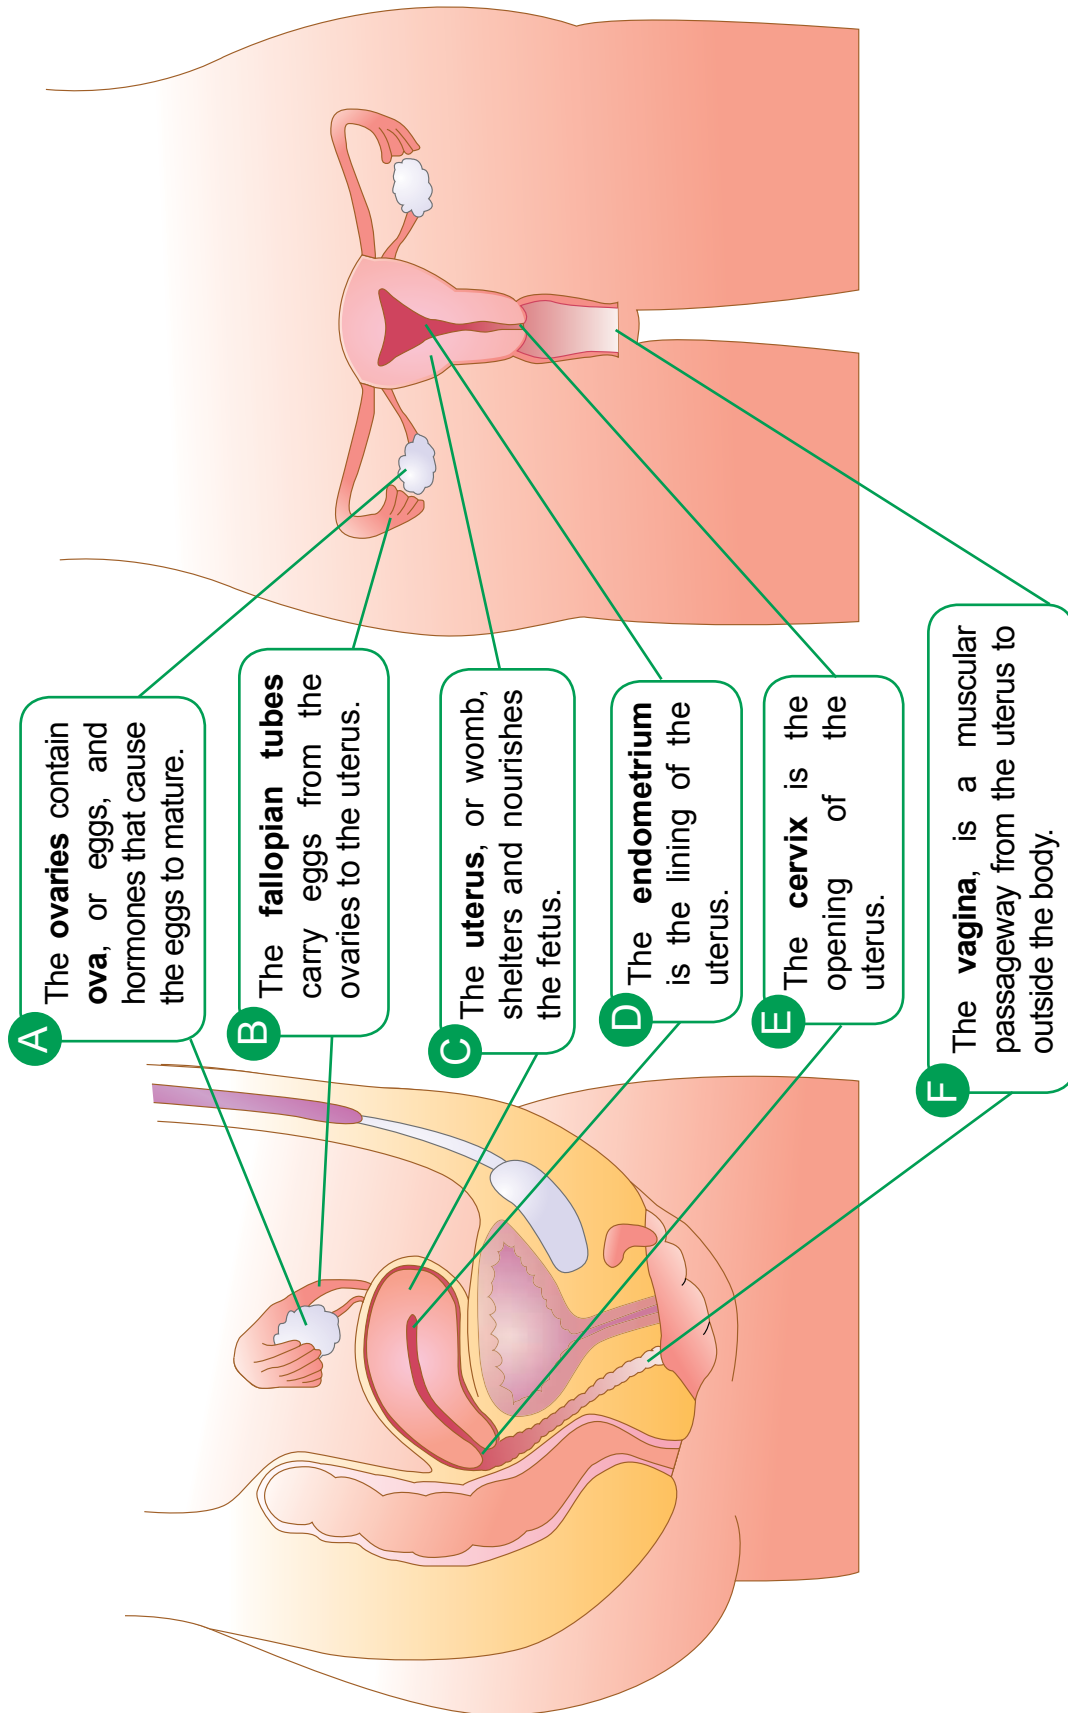 A
The ovaries contain
ova, or eggs, and
hormones that cause
the eggs to mature.
B
The fallopian tubes
carry eggs from the
ovaries to the uterus.
C
The uterus, or womb,
shelters and nourishes
the fetus.
D
The endometrium
is the lining of the
uterus.
E
The cervix is the
opening of the
uterus.
F
The vagina, is a muscular
passageway from the uterus to
outside the body.